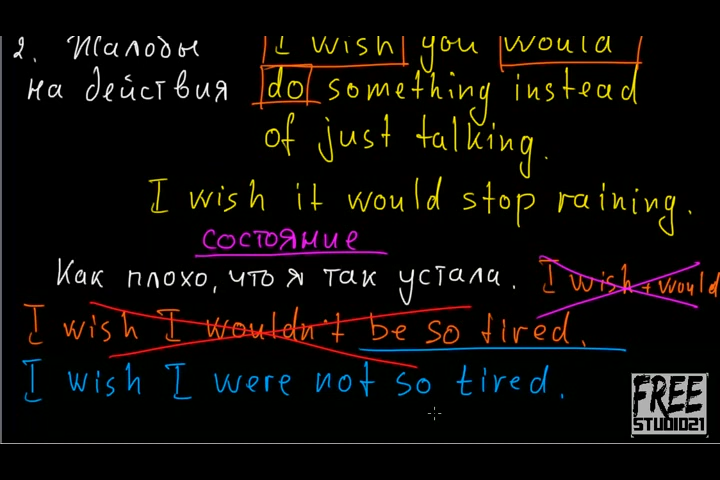 2. Жалобы I wish you would
на действия do something instead
of just talking.
I wish it would stop raining.
состояние
Как плохо, что я так устала. I wish + would
I wish I wouldn't be so tired.
I wish I were not so tired.
FREE
STUDIO21